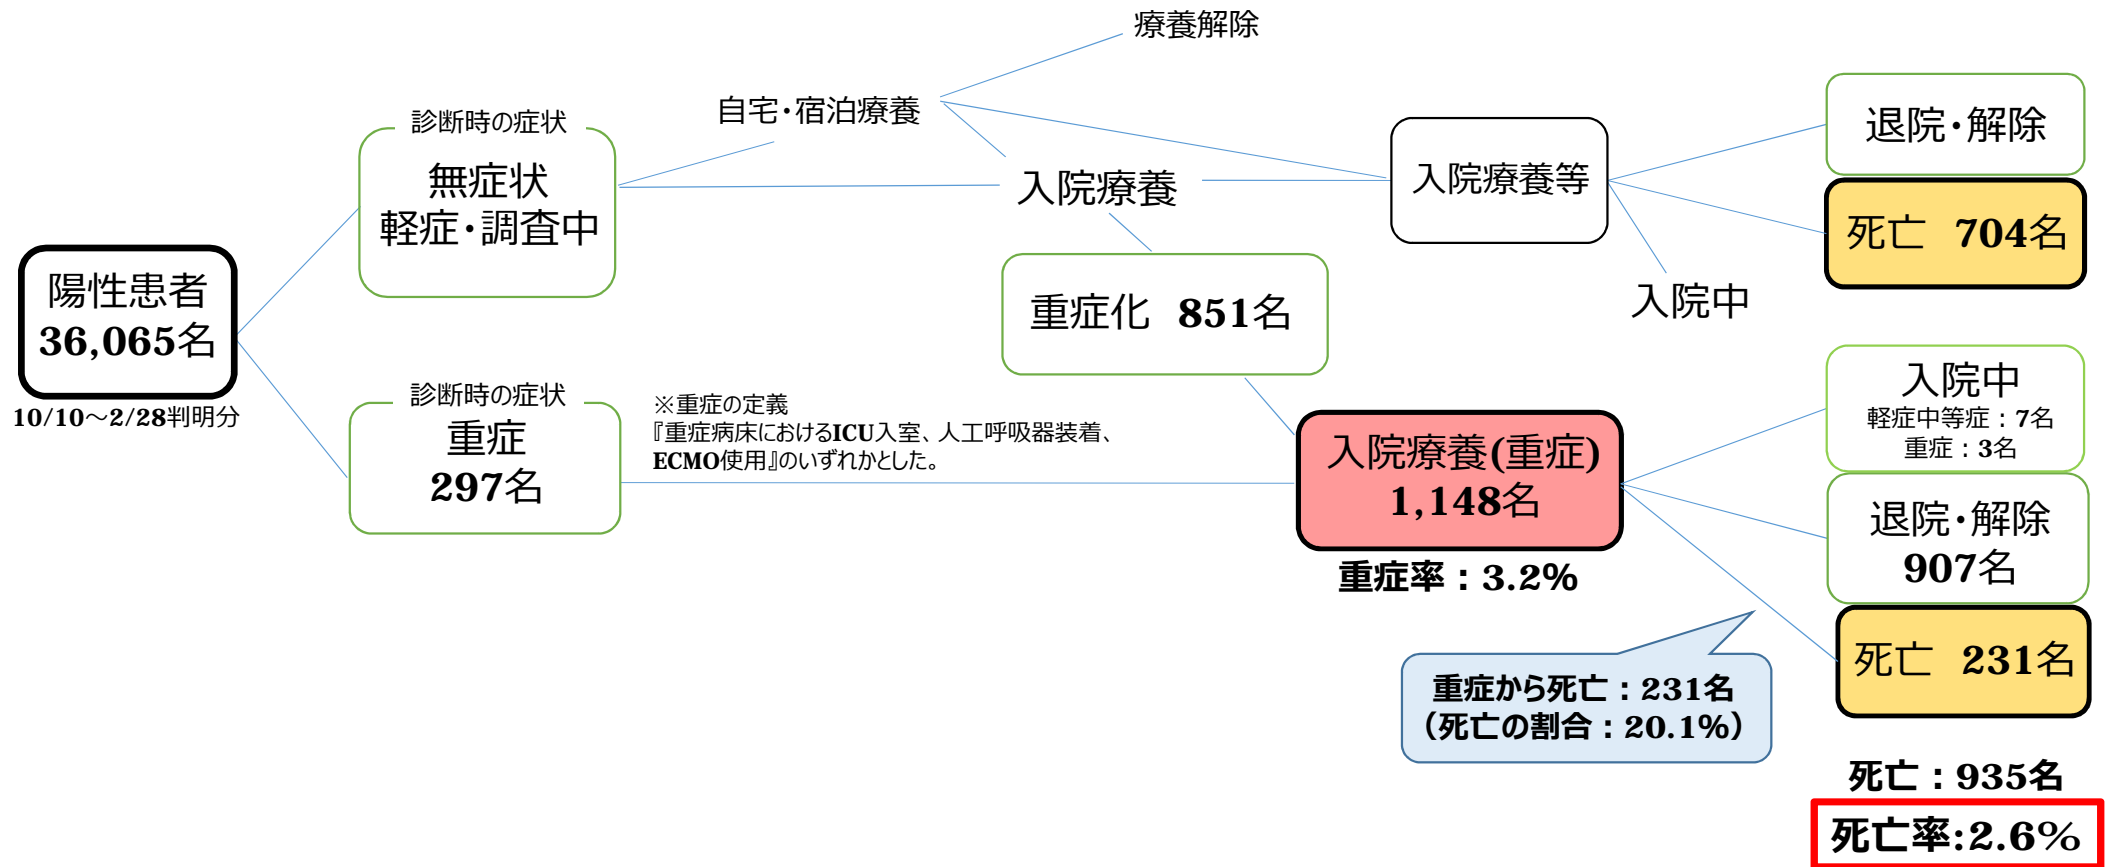 陽性患者
36,065名
10/10～2/28判明分
診断時の症状
無症状
軽症・調査中
診断時の症状
重症
297名
※重症の定義
『重症病床におけるICU入室、人工呼吸器装着、
ECMO使用』のいずれかとした。
自宅・宿泊療養
療養解除
入院療養
重症化 851名
入院療養等
退院・解除
死亡 704名
入院中
入院療養(重症)
1,148名
重症率：3.2%
入院中
軽症中等症：7名
重症：3名
退院・解除
907名
死亡 231名
重症から死亡：231名
（死亡の割合：20.1%）
死亡：935名
死亡率:2.6%